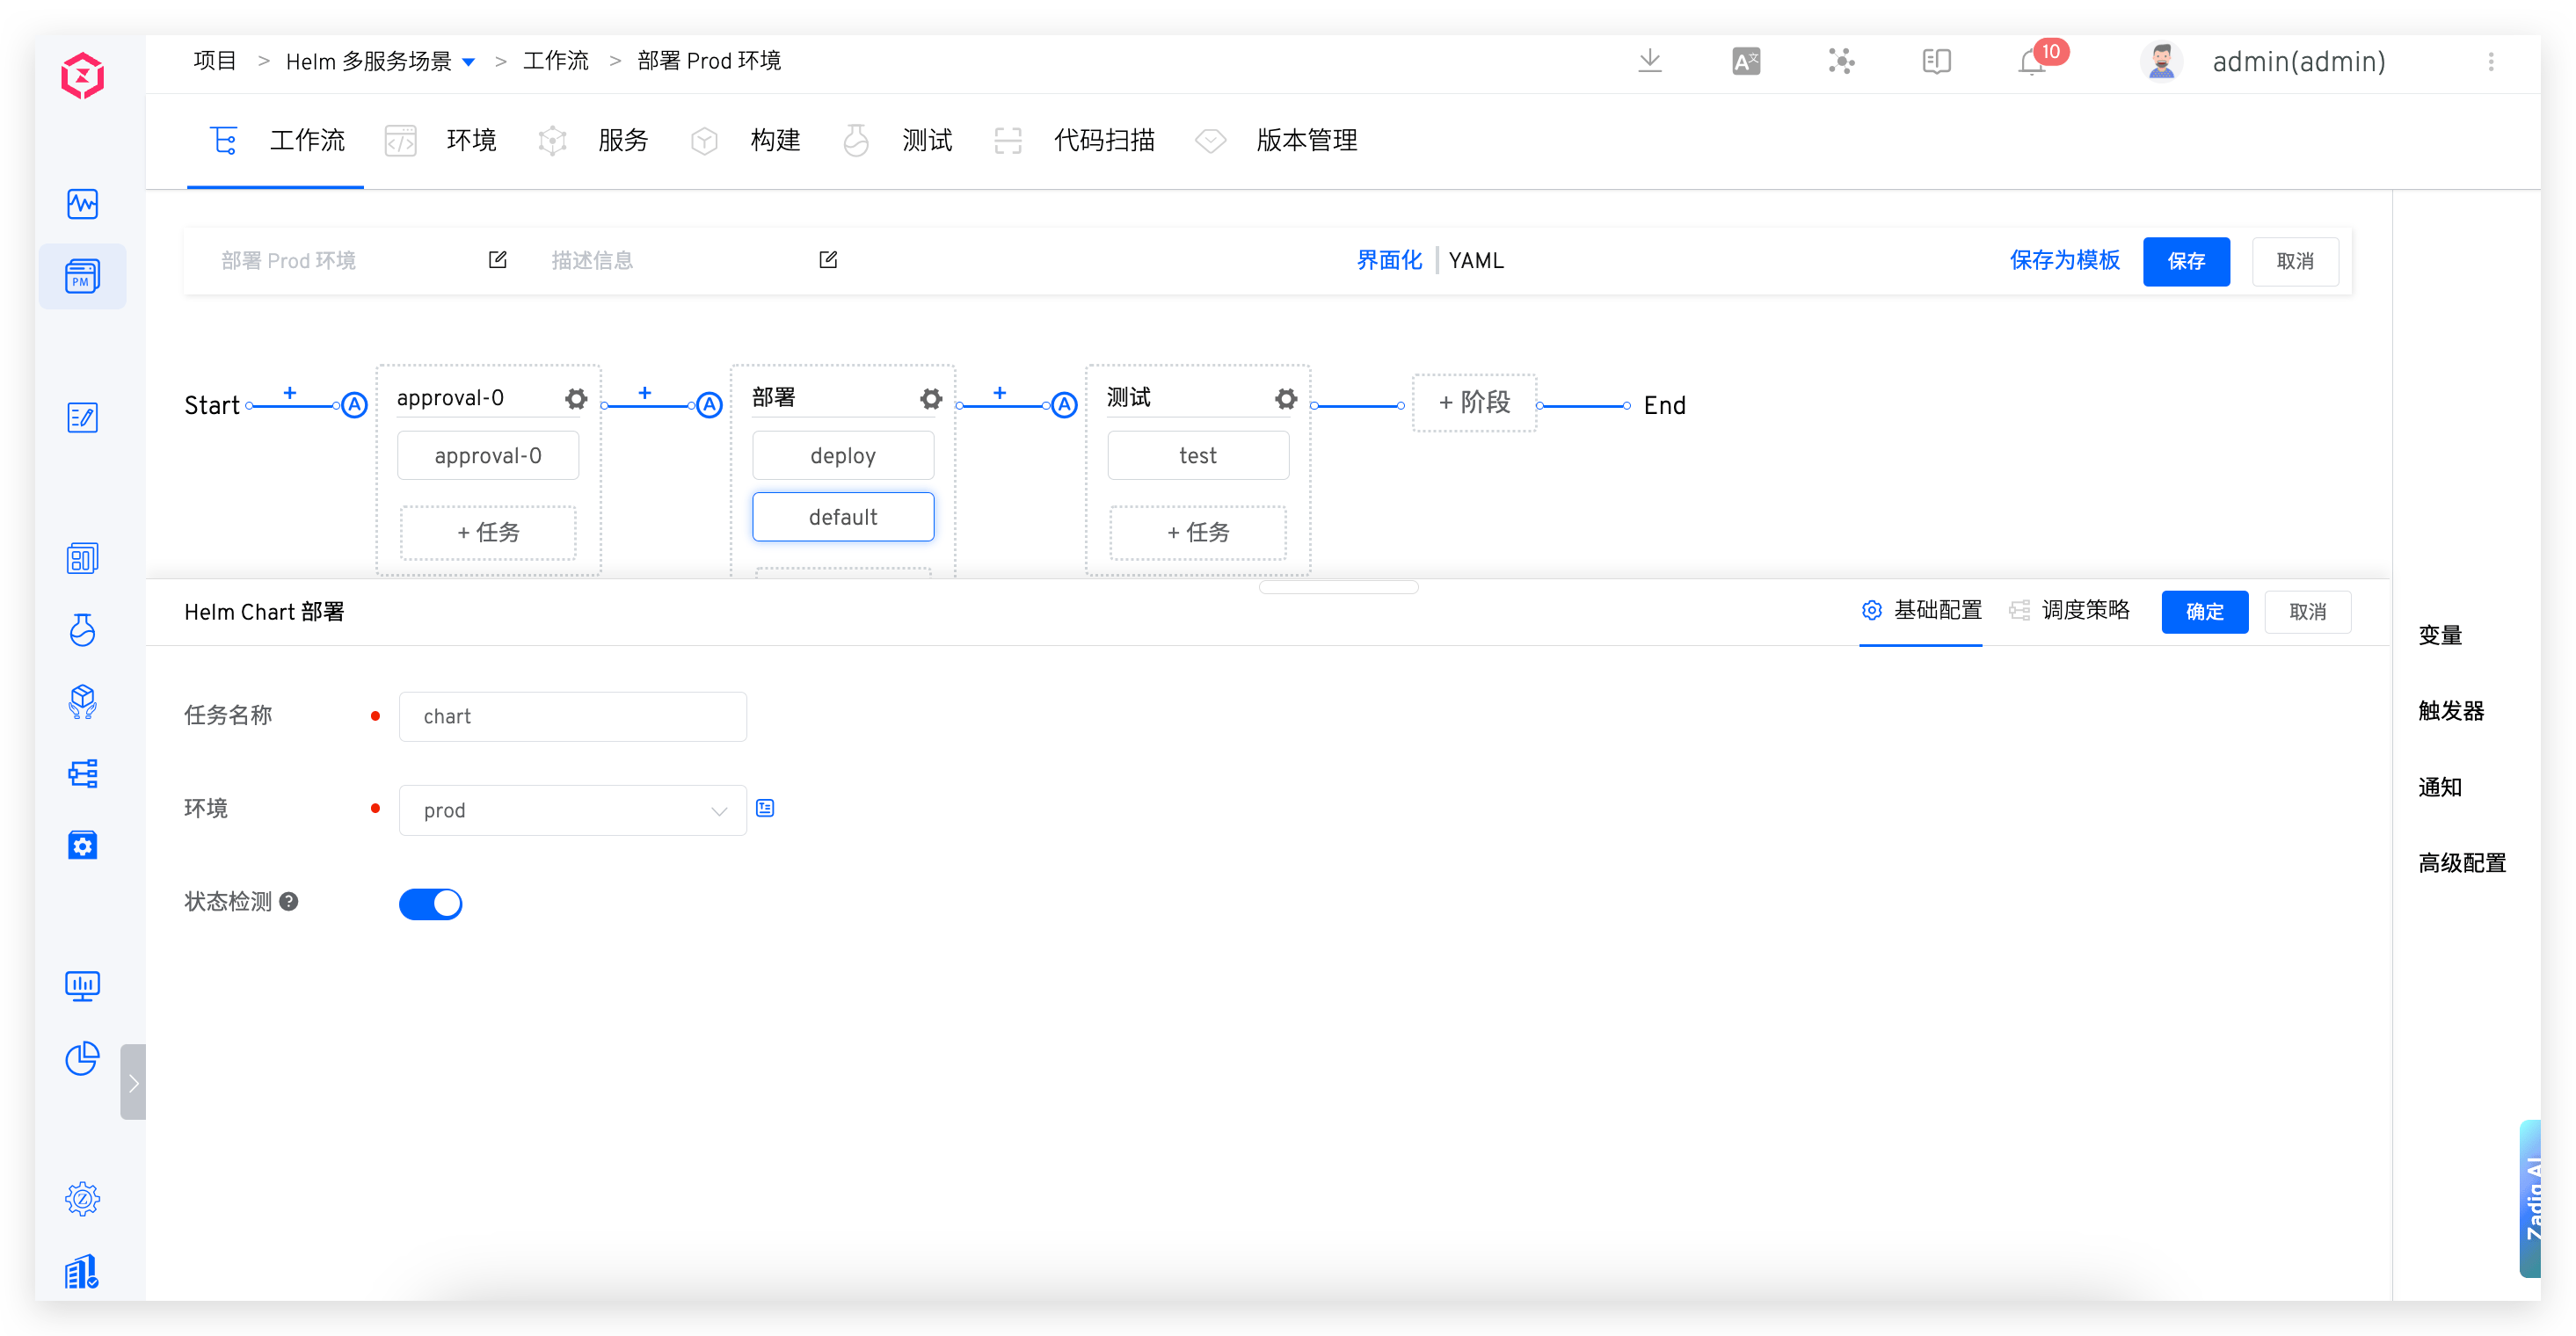 项目 > Helm 多服务场景 > 工作流 > 部署 Prod 环境
10
admin(admin)
工作流 环境 服务 构建 测试 代码扫描 版本管理
PM
部署 Prod 环境 描述信息 界面化 YAML 保存为模板 保存 取消
Start + A approval-0 + A 部署 + A 测试 + 阶段 End
approval-0 deploy test
default
+ 任务 + 任务
Helm Chart 部署 基础配置 调度策略 确定 取消
任务名称 chart
环境 prod
状态检测 ?
变量
触发器
通知
高级配置
Zadig AI